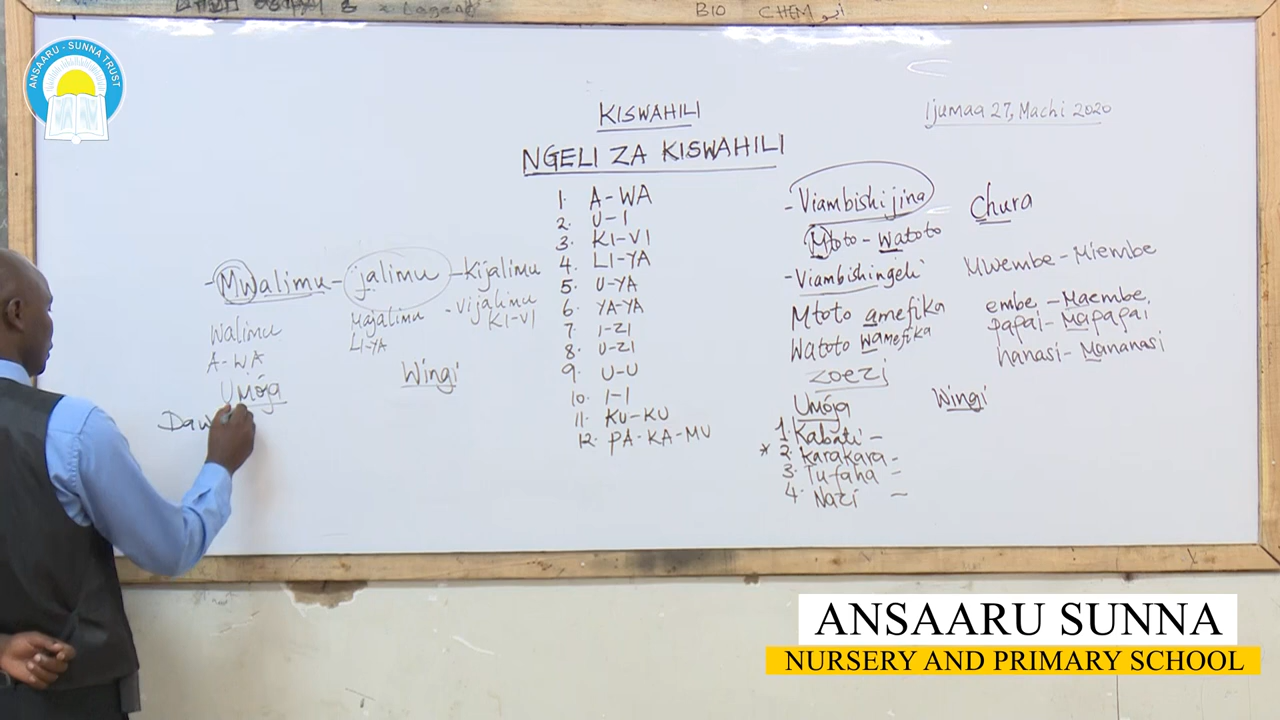 ANSAARU - SUNNA TRUST
BIO CHEM
KISWAHILI
Ijumaa 27, Machi 2020
NGELI ZA KISWAHILI
1. A-WA
2. U-I
3. KI-VI
4. LI-YA
5. U-YA
6. YA-YA
7. I-ZI
8. U-ZI
9. U-U
10. I-I
11. KU-KU
12. PA-KA-MU
- Mwalimu - jalimu - Kijalimu
Walimu Majalimu - Vijalimu
A-WA LI-YA KI-VI
Umoja Wingi
Daw
- Viambishi jina Chura
Mtoto - watoto
- Viambishingeli Mwembe - Miembe
Mtoto amefika embe - Maembe,
Watoto wamefika papai - Mapapai
nanasi - Mananasi
Zoezi
Umoja Wingi
1. Kabati -
* 2. Karakara -
3. Tufaha -
4. Nazi -
ANSAARU SUNNA
NURSERY AND PRIMARY SCHOOL